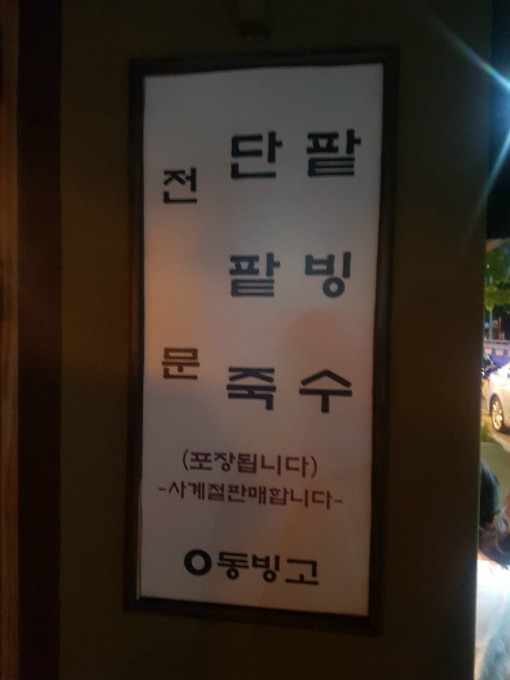 팥빙수
단팥죽
전문
(포장됩니다)
-사계절판매합니다-
동빙고